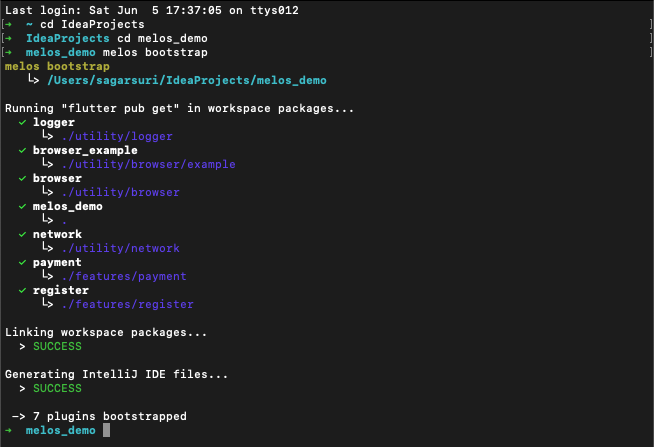 Last login: Sat Jun  5 17:37:05 on ttys012
[➜  ~ cd IdeaProjects ]
[➜  IdeaProjects cd melos_demo ]
[➜  melos_demo melos bootstrap ]
melos bootstrap
   └> /Users/sagarsuri/IdeaProjects/melos_demo
Running "flutter pub get" in workspace packages...
  ✓ logger
    └> ./utility/logger
  ✓ browser_example
    └> ./utility/browser/example
  ✓ browser
    └> ./utility/browser
  ✓ melos_demo
    └> .
  ✓ network
    └> ./utility/network
  ✓ payment
    └> ./features/payment
  ✓ register
    └> ./features/register
Linking workspace packages...
  > SUCCESS
Generating IntelliJ IDE files...
  > SUCCESS
 -> 7 plugins bootstrapped
➜  melos_demo